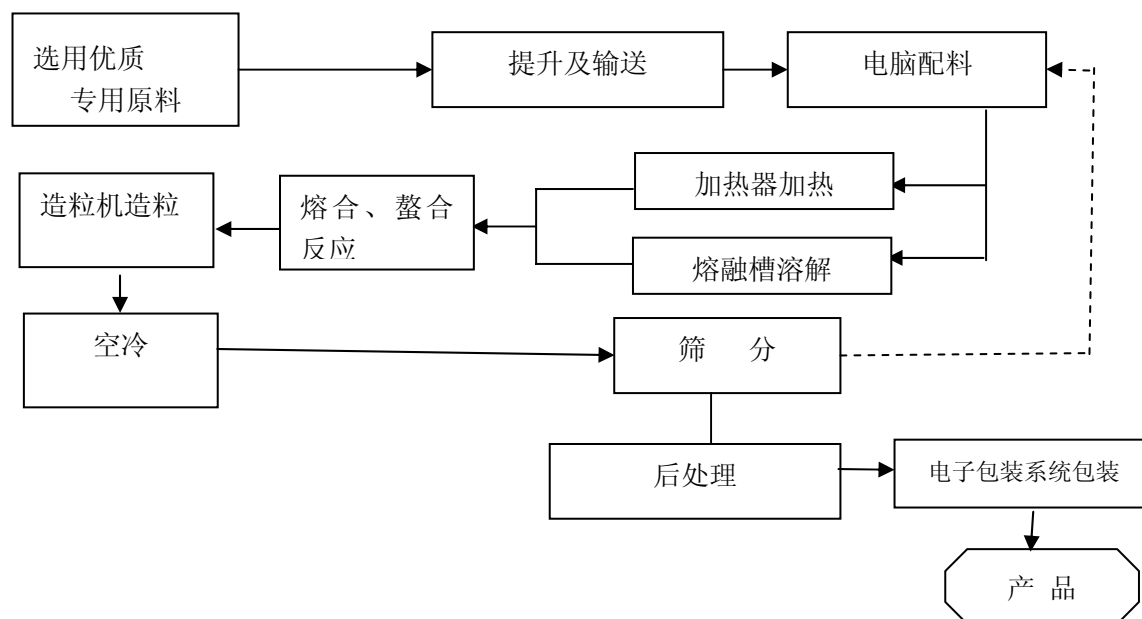 选用优质
专用原料
提升及输送
电脑配料
加热器加热
熔融槽溶解
熔合、螯合
反应
造粒机造粒
空冷
筛 分
后处理
电子包装系统包装
产 品